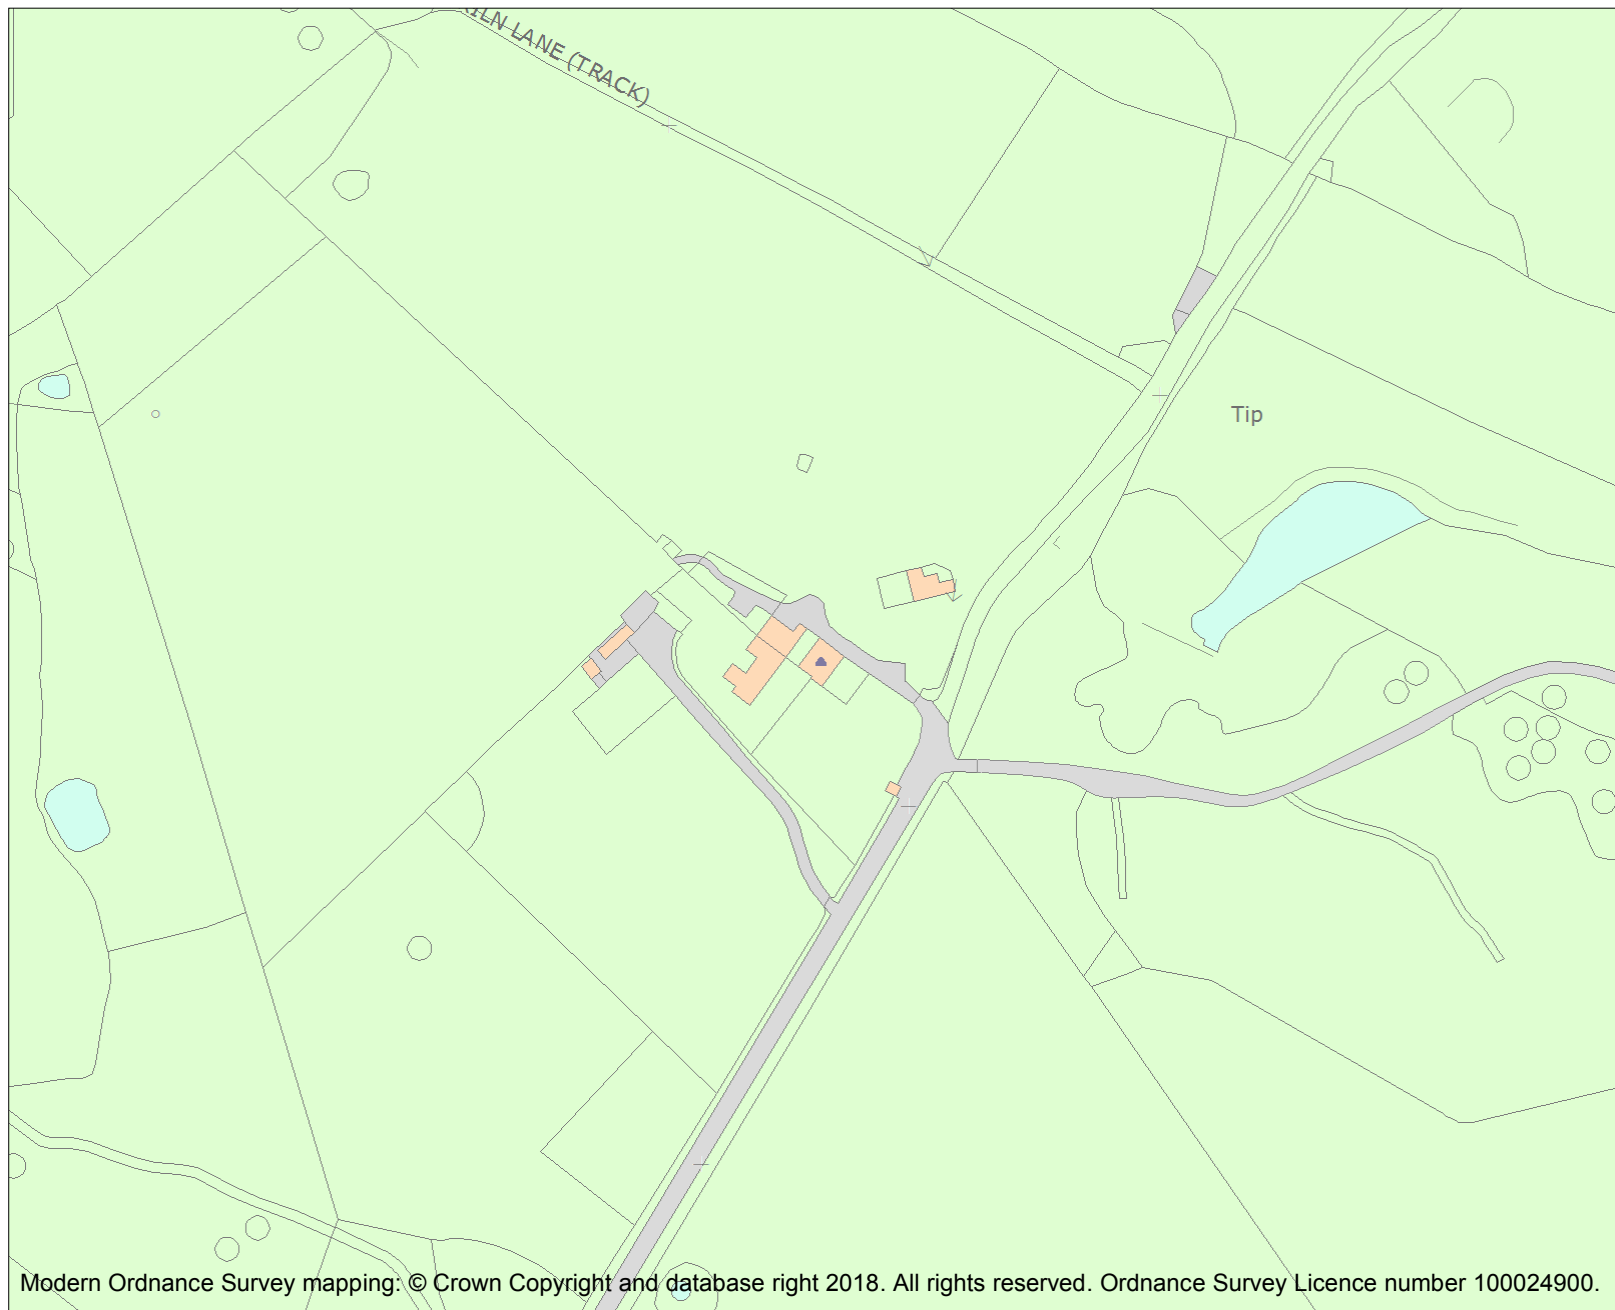 KILN LANE (TRACK)
Tip
Modern Ordnance Survey mapping: © Crown Copyright and database right 2018. All rights reserved. Ordnance Survey Licence number 100024900.